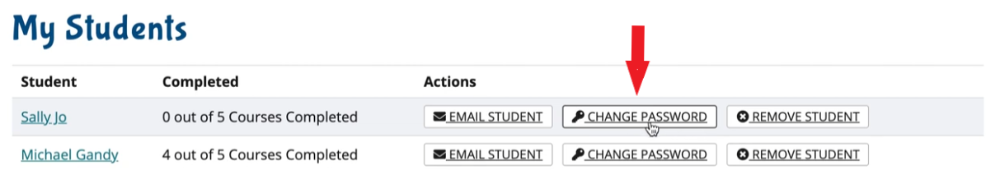 My Students
Student Completed Actions
Sally Jo 0 out of 5 Courses Completed EMAIL STUDENT CHANGE PASSWORD REMOVE STUDENT
Michael Gandy 4 out of 5 Courses Completed EMAIL STUDENT CHANGE PASSWORD REMOVE STUDENT